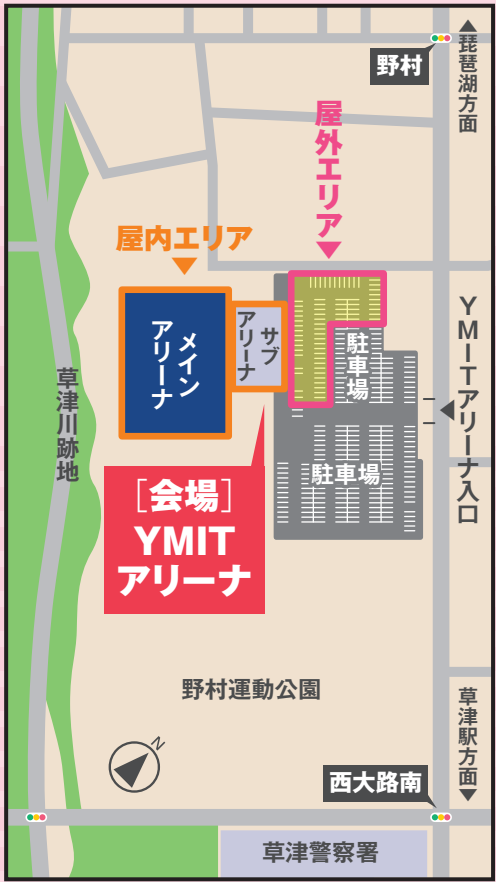 ▲琵琶湖方面
野村
屋外エリア
屋内エリア
メイン
アリーナ
サブ
アリーナ
駐車場
駐車場
YMITアリーナ入口
草津川跡地
［会場］
YMIT
アリーナ
野村運動公園
N
草津駅方面▼
西大路南
草津警察署